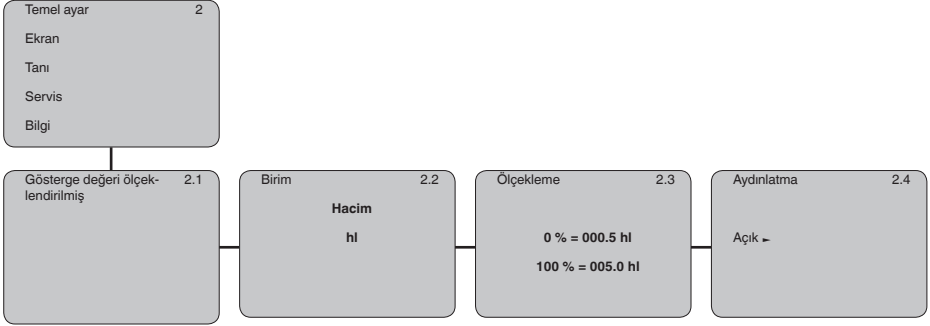 Temel ayar 2
Ekran
Tanı
Servis
Bilgi
Gösterge değeri ölçek- 2.1
lendirilmiş
Birim 2.2
Hacim
hl
Ölçekleme 2.3
0 % = 000.5 hl
100 % = 005.0 hl
Aydınlatma 2.4
Açık ►